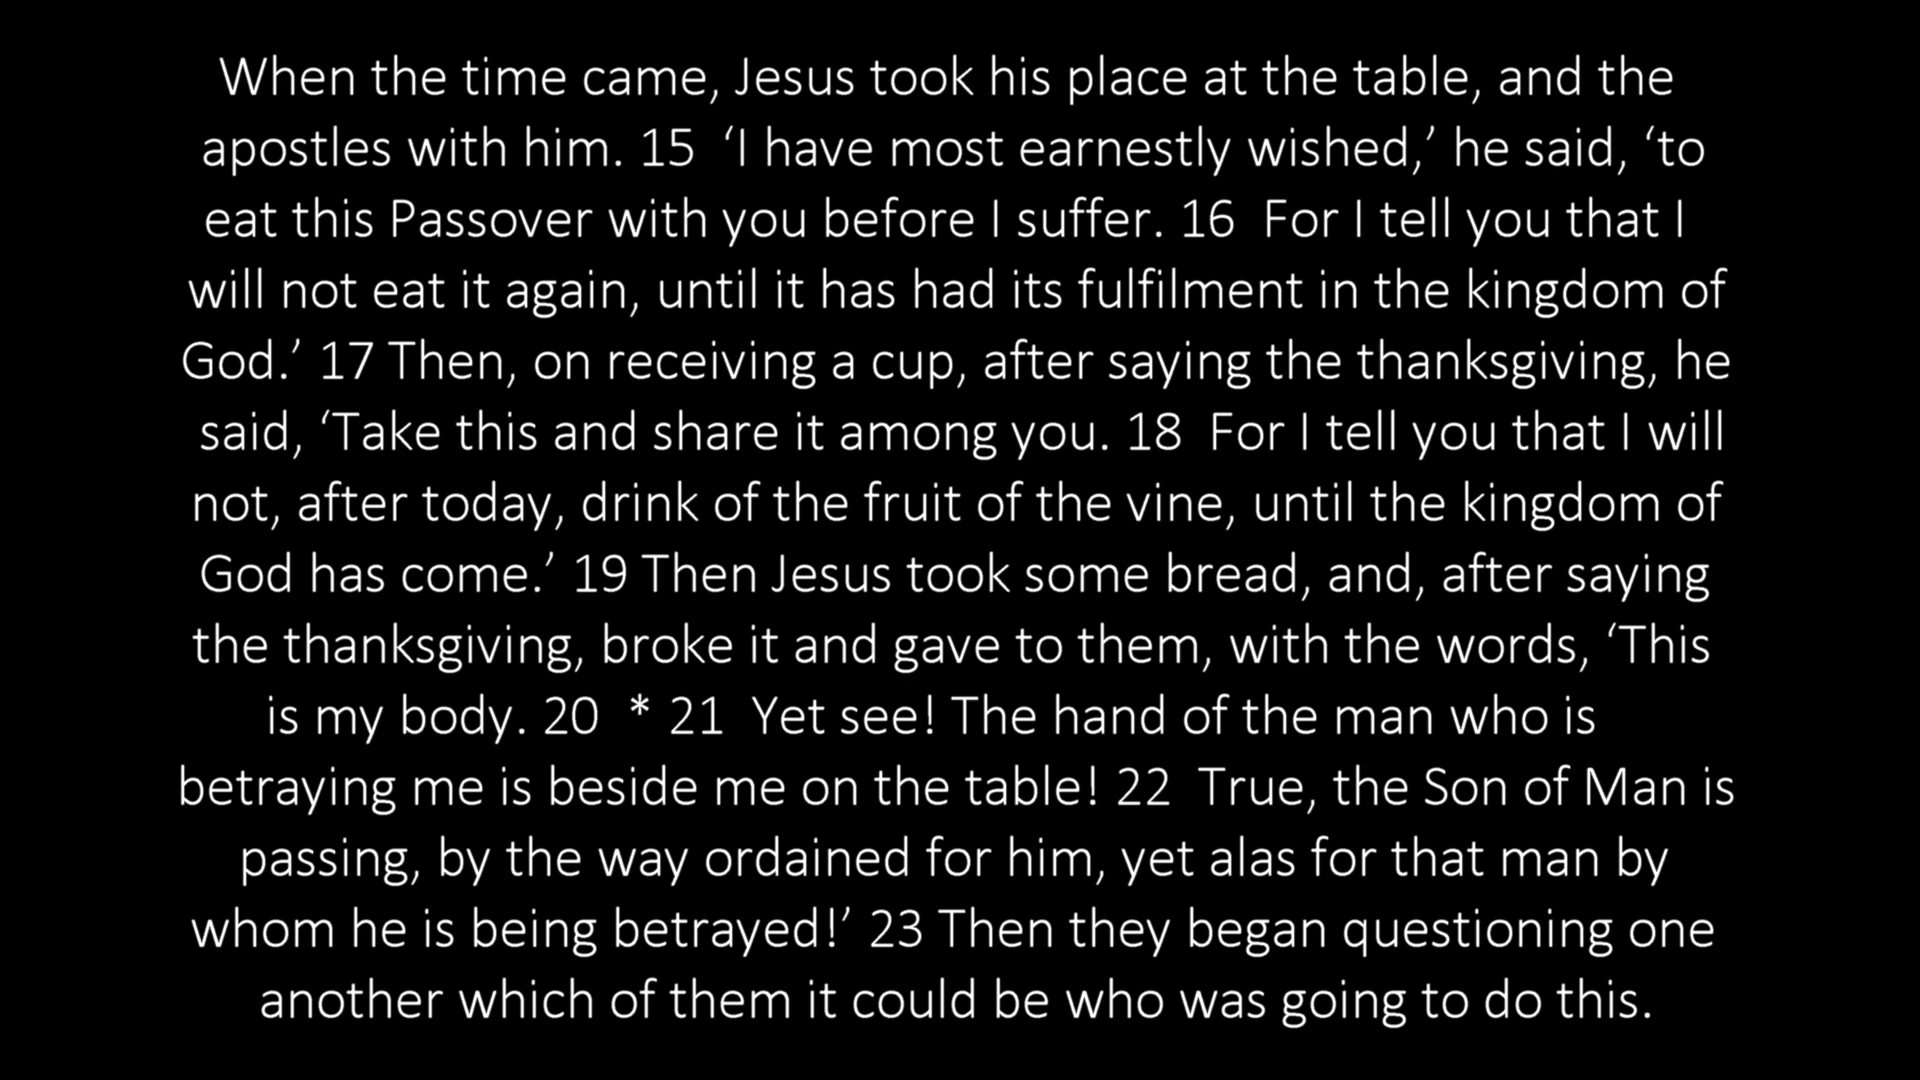 When the time came, Jesus took his place at the table, and the
apostles with him. 15  ‘I have most earnestly wished,’ he said, ‘to
eat this Passover with you before I suffer. 16  For I tell you that I
will not eat it again, until it has had its fulfilment in the kingdom of
God.’ 17 Then, on receiving a cup, after saying the thanksgiving, he
said, ‘Take this and share it among you. 18  For I tell you that I will
not, after today, drink of the fruit of the vine, until the kingdom of
God has come.’ 19 Then Jesus took some bread, and, after saying
the thanksgiving, broke it and gave to them, with the words, ‘This
is my body. 20  * 21  Yet see! The hand of the man who is
betraying me is beside me on the table! 22  True, the Son of Man is
passing, by the way ordained for him, yet alas for that man by
whom he is being betrayed!’ 23 Then they began questioning one
another which of them it could be who was going to do this.